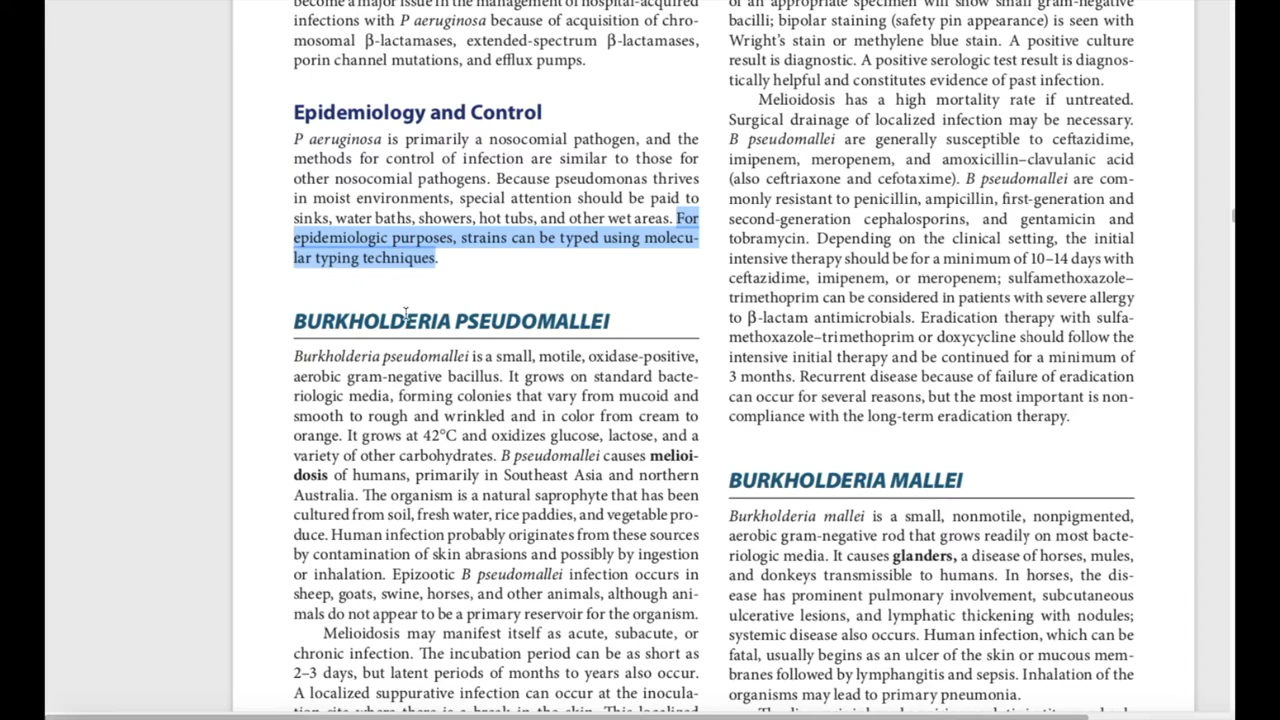 become a major issue in the management of hospital-acquired
infections with P aeruginosa because of acquisition of chro-
mosomal β-lactamases, extended-spectrum β-lactamases,
porin channel mutations, and efflux pumps.
Epidemiology and Control
P aeruginosa is primarily a nosocomial pathogen, and the
methods for control of infection are similar to those for
other nosocomial pathogens. Because pseudomonas thrives
in moist environments, special attention should be paid to
sinks, water baths, showers, hot tubs, and other wet areas. For
epidemiologic purposes, strains can be typed using molecu-
lar typing techniques.
BURKHOLDERIA PSEUDOMALLEI
Burkholderia pseudomallei is a small, motile, oxidase-positive,
aerobic gram-negative bacillus. It grows on standard bacte-
riologic media, forming colonies that vary from mucoid and
smooth to rough and wrinkled and in color from cream to
orange. It grows at 42°C and oxidizes glucose, lactose, and a
variety of other carbohydrates. B pseudomallei causes melioi-
dosis of humans, primarily in Southeast Asia and northern
Australia. The organism is a natural saprophyte that has been
cultured from soil, fresh water, rice paddies, and vegetable pro-
duce. Human infection probably originates from these sources
by contamination of skin abrasions and possibly by ingestion
or inhalation. Epizootic B pseudomallei infection occurs in
sheep, goats, swine, horses, and other animals, although ani-
mals do not appear to be a primary reservoir for the organism.
Melioidosis may manifest itself as acute, subacute, or
chronic infection. The incubation period can be as short as
2–3 days, but latent periods of months to years also occur.
A localized suppurative infection can occur at the inocula-
tion site where there is a break in the skin. This localized
of an appropriate specimen will show small gram-negative
bacilli; bipolar staining (safety pin appearance) is seen with
Wright's stain or methylene blue stain. A positive culture
result is diagnostic. A positive serologic test result is diagnos-
tically helpful and constitutes evidence of past infection.
Melioidosis has a high mortality rate if untreated.
Surgical drainage of localized infection may be necessary.
B pseudomallei are generally susceptible to ceftazidime,
imipenem, meropenem, and amoxicillin–clavulanic acid
(also ceftriaxone and cefotaxime). B pseudomallei are com-
monly resistant to penicillin, ampicillin, first-generation and
second-generation cephalosporins, and gentamicin and
tobramycin. Depending on the clinical setting, the initial
intensive therapy should be for a minimum of 10–14 days with
ceftazidime, imipenem, or meropenem; sulfamethoxazole–
trimethoprim can be considered in patients with severe allergy
to β-lactam antimicrobials. Eradication therapy with sulfa-
methoxazole–trimethoprim or doxycycline should follow the
intensive initial therapy and be continued for a minimum of
3 months. Recurrent disease because of failure of eradication
can occur for several reasons, but the most important is non-
compliance with the long-term eradication therapy.
BURKHOLDERIA MALLEI
Burkholderia mallei is a small, nonmotile, nonpigmented,
aerobic gram-negative rod that grows readily on most bacte-
riologic media. It causes glanders, a disease of horses, mules,
and donkeys transmissible to humans. In horses, the dis-
ease has prominent pulmonary involvement, subcutaneous
ulcerative lesions, and lymphatic thickening with nodules;
systemic disease also occurs. Human infection, which can be
fatal, usually begins as an ulcer of the skin or mucous mem-
branes followed by lymphangitis and sepsis. Inhalation of the
organisms may lead to primary pneumonia.